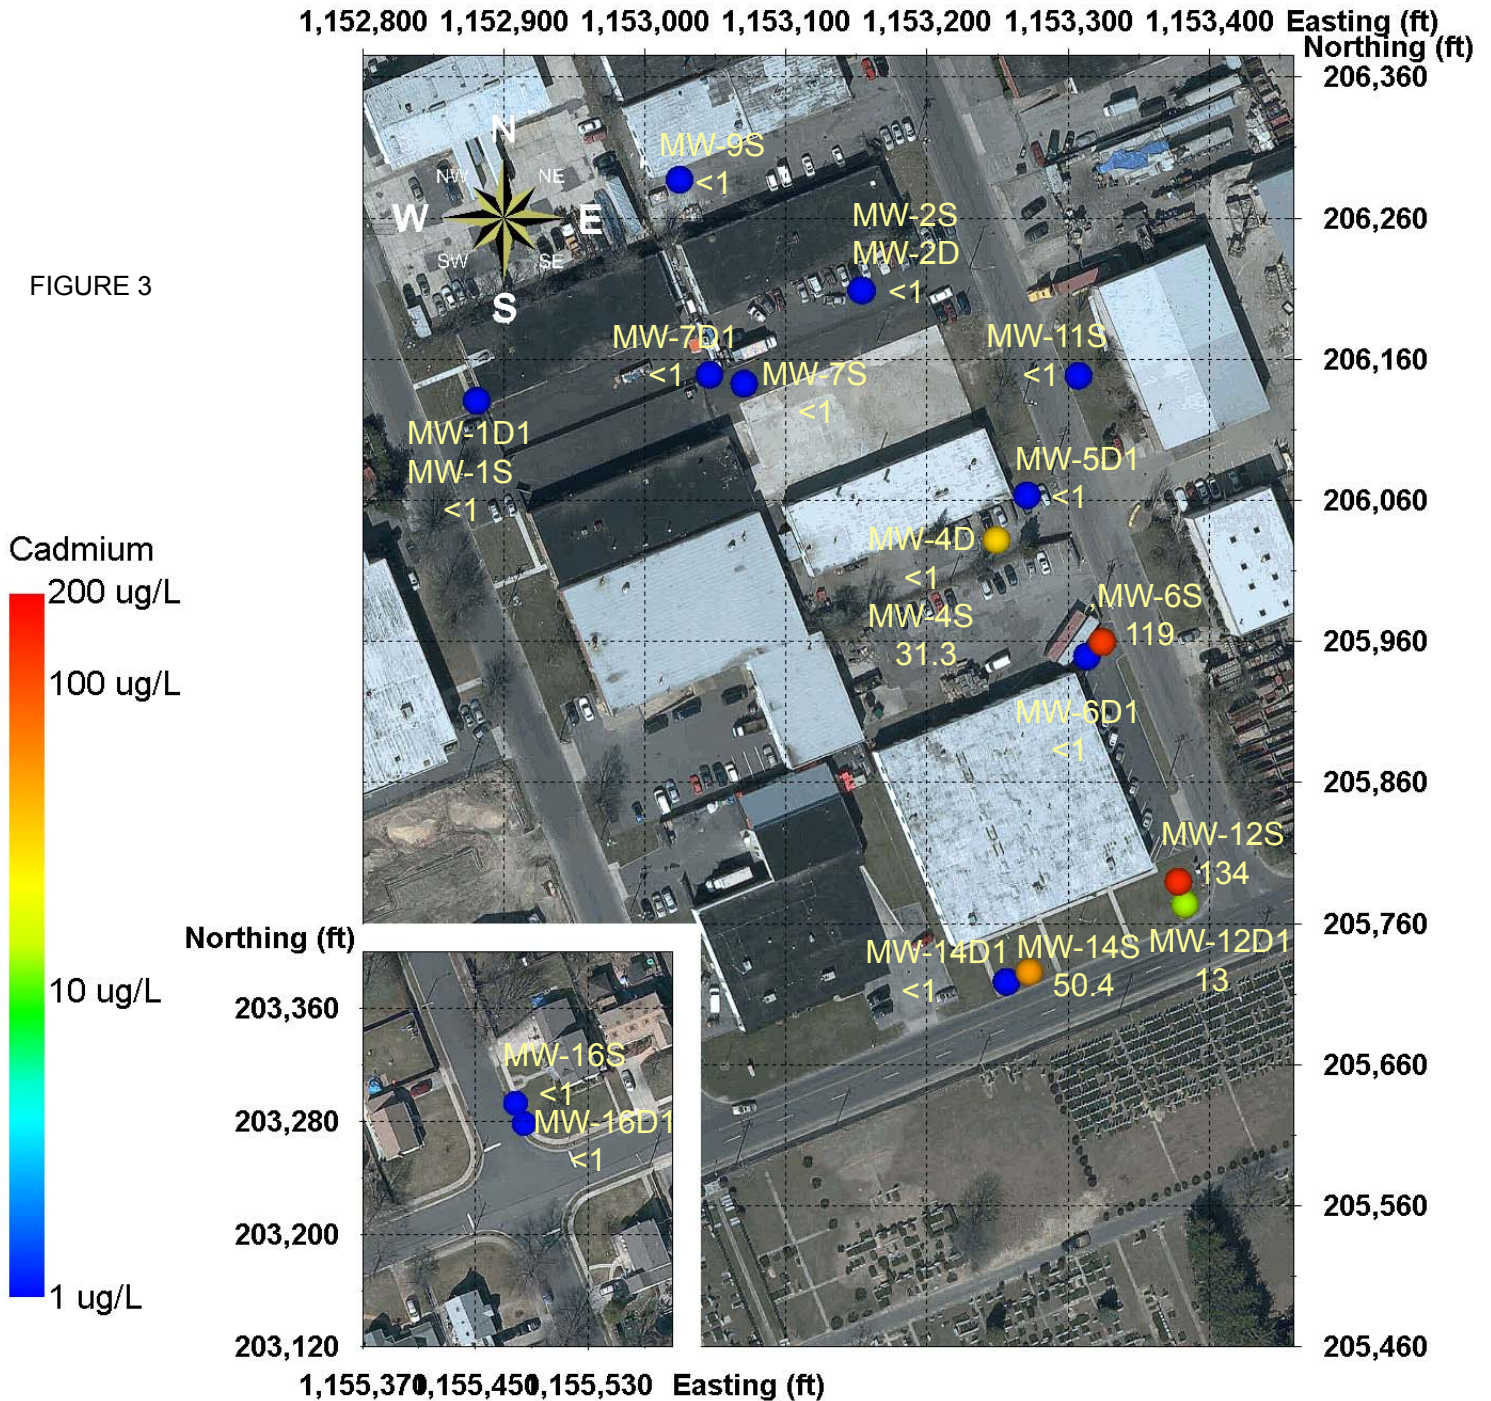 1,152,800 1,152,900 1,153,000 1,153,100 1,153,200 1,153,300 1,153,400 Easting (ft)
Northing (ft)
206,360
N
MW-9S
<1
NW NE
W E
MW-2S
206,260
MW-2D
<1
SW SE
FIGURE 3
S
MW-7D1
<1
MW-11S
<1
206,160
MW-7S
<1
MW-1D1
MW-1S
<1
MW-5D1
<1
206,060
MW-4D
<1
MW-4S
31.3
MW-6S
119
205,960
Cadmium
200 ug/L
100 ug/L
10 ug/L
1 ug/L
MW-6D1
<1
205,860
MW-12S
134
205,760
MW-14D1
<1
MW-14S
50.4
MW-12D1
13
205,660
205,560
205,460
Northing (ft)
203,360
MW-16S
<1
203,280
MW-16D1
<1
203,200
203,120
1,155,370 1,155,450 1,155,530 Easting (ft)